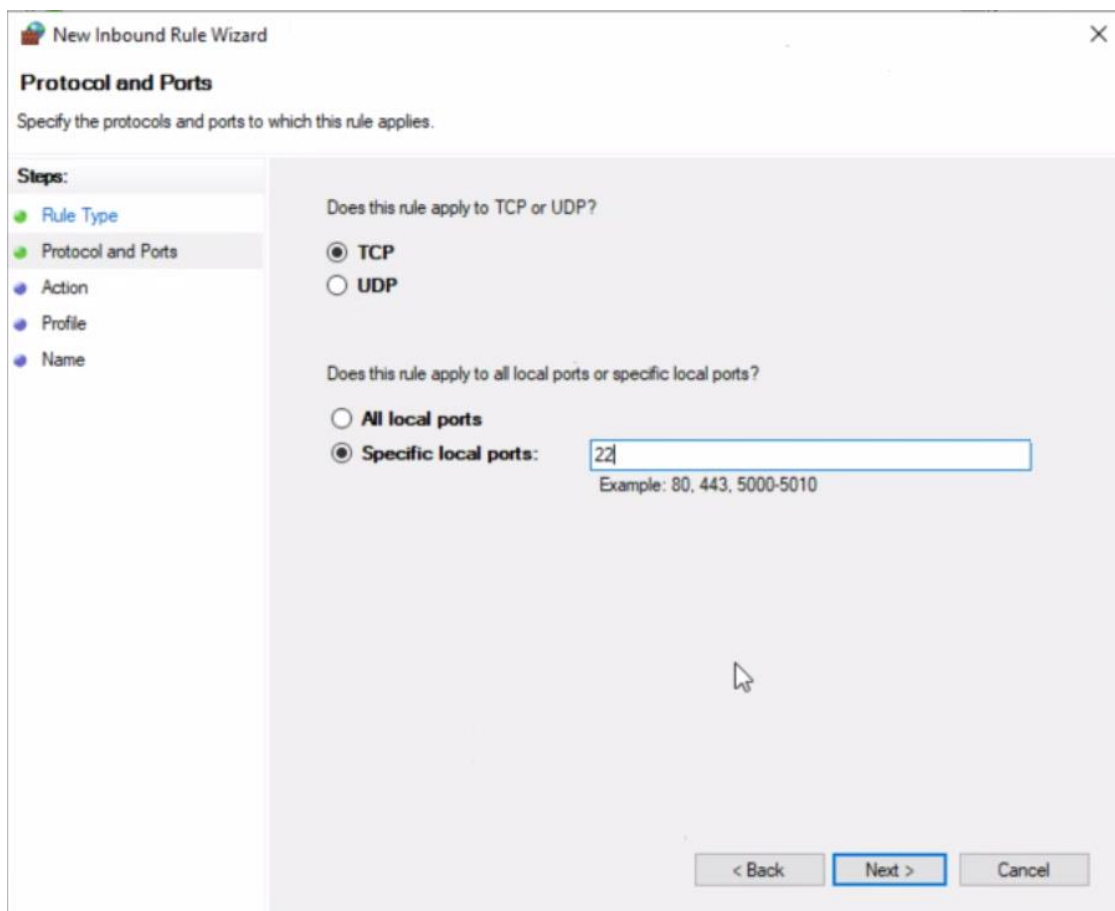 New Inbound Rule Wizard
Protocol and Ports
Specify the protocols and ports to which this rule applies.
Steps:
Rule Type
Protocol and Ports
Action
Profile
Name
Does this rule apply to TCP or UDP?
TCP
UDP
Does this rule apply to all local ports or specific local ports?
All local ports
Specific local ports: 22
Example: 80, 443, 5000-5010
< Back Next > Cancel